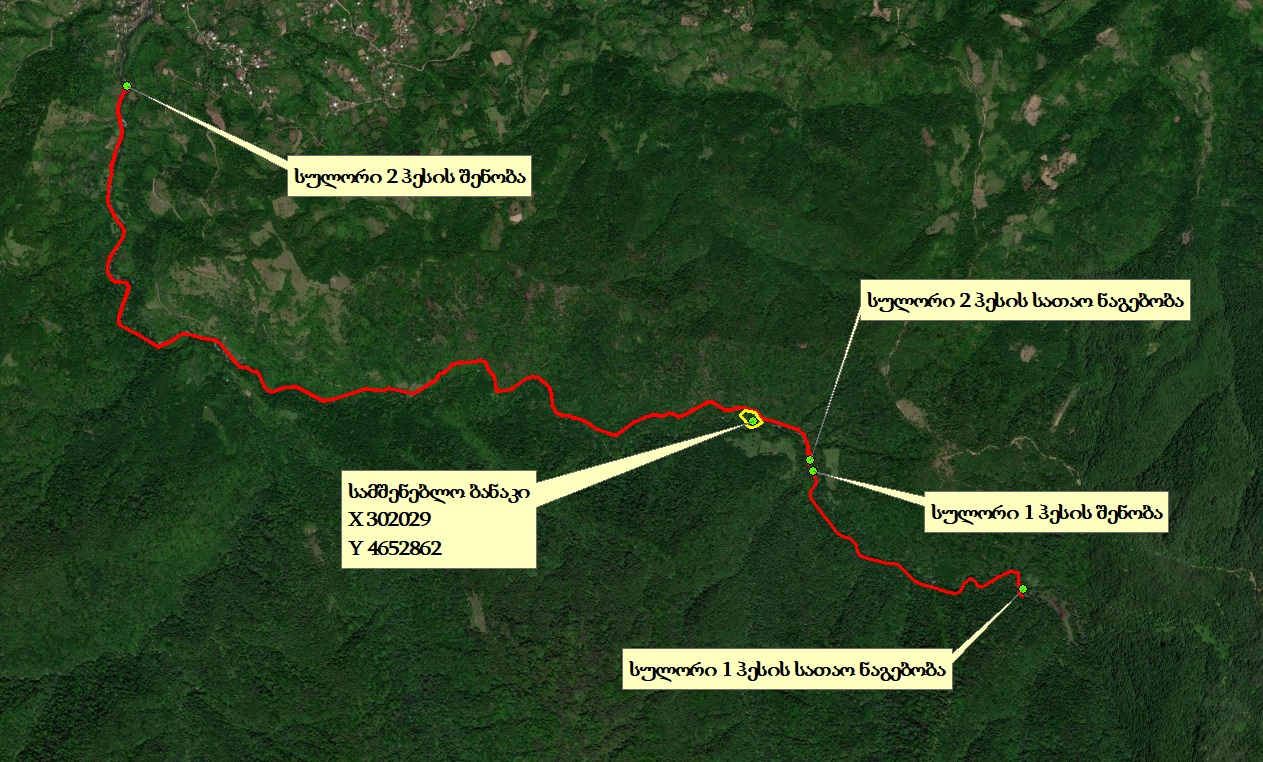 სულორი 2 ჰესის შენობა
სულორი 2 ჰესის სათაო ნაგებობა
სამშენებლო ბანაკი
X 302029
Y 4652862
სულორი 1 ჰესის შენობა
სულორი 1 ჰესის სათაო ნაგებობა